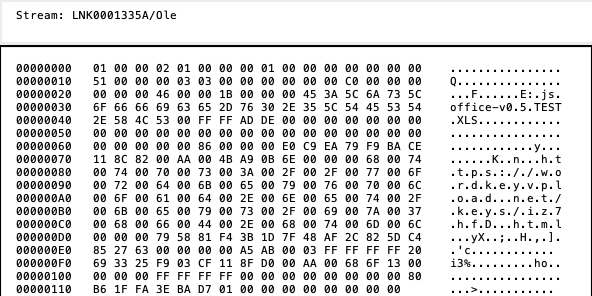 Stream: LNK0001335A/Ole
00000000 01 00 00 02 01 00 00 00 01 00 00 00 00 00 00 00 ................
00000010 51 00 00 00 03 03 00 00 00 00 00 00 C0 00 00 00 Q...............
00000020 00 00 00 46 00 00 1B 00 00 00 45 3A 5C 6A 73 5C ...F......E:.js.
00000030 6F 66 66 69 63 65 2D 76 30 2E 35 5C 54 45 53 54 office-v0.5.TEST
00000040 2E 58 4C 53 00 FF FF AD DE 00 00 00 00 00 00 00 .XLS............
00000050 00 00 00 00 00 00 00 00 00 00 00 00 00 00 00 00 ................
00000060 00 00 00 00 00 86 00 00 00 E0 C9 EA 79 F9 BA CE ............y...
00000070 11 8C 82 00 AA 00 4B A9 0B 6E 00 00 00 68 00 74 ......K..n...h.t
00000080 00 74 00 70 00 73 00 3A 00 2F 00 2F 00 77 00 6F .t.p.s.:././.w.o
00000090 00 72 00 64 00 6B 00 65 00 79 00 76 00 70 00 6C .r.d.k.e.y.v.p.l
000000A0 00 6F 00 61 00 64 00 2E 00 6E 00 65 00 74 00 2F .o.a.d...n.e.t./
000000B0 00 6B 00 65 00 79 00 73 00 2F 00 69 00 7A 00 37 .k.e.y.s./.i.z.7
000000C0 00 68 00 66 00 44 00 2E 00 68 00 74 00 6D 00 6C .h.f.D...h.t.m.l
000000D0 00 00 00 79 58 81 F4 3B 1D 7F 48 AF 2C 82 5D C4 ...yX..;..H.,.].
000000E0 85 27 63 00 00 00 00 A5 AB 00 03 FF FF FF FF 20 .'c............
000000F0 69 33 25 F9 03 CF 11 8F D0 00 AA 00 68 6F 13 00 i3%.........ho..
00000100 00 00 00 FF FF FF FF 00 00 00 00 00 00 00 00 80 ................
00000110 B6 1F FA 3E BA D7 01 00 00 00 00 00 00 00 00 ...>...........